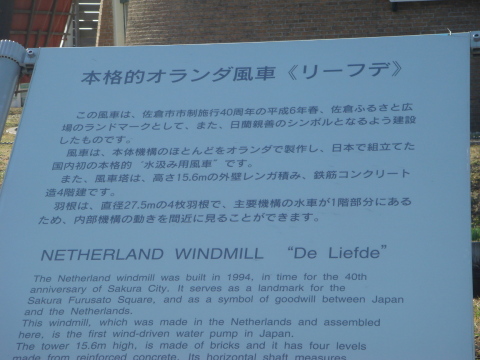 本格的オランダ風車《リーフデ》
この風車は、佐倉市市制施行40周年の平成6年春、佐倉ふるさと広
場のランドマークとして、また、日蘭親善のシンボルとなるよう建設
したものです。
風車は、本体機構のほとんどをオランダで製作し、日本で組立てた
国内初の本格的“水汲み用風車”です。
また、風車塔は、高さ15.6mの外壁レンガ積み、鉄筋コンクリート
造4階建です。
羽根は、直径27.5mの4枚羽根で、主要機構の水車が1階部分にある
ため、内部機構の動きを間近に見ることができます。
NETHERLAND WINDMILL “De Liefde”
The Netherland windmill was built in 1994, in time for the 40th
anniversary of Sakura City. It serves as a landmark for the
Sakura Furusato Square, and as a symbol of goodwill between Japan
and the Netherlands.
This windmill, which was made in the Netherlands and assembled
here, is the first wind-driven water pump in Japan.
The tower 15.6m high, is made of bricks and it has four levels
made from reinforced concrete. Its horizontal shaft measures